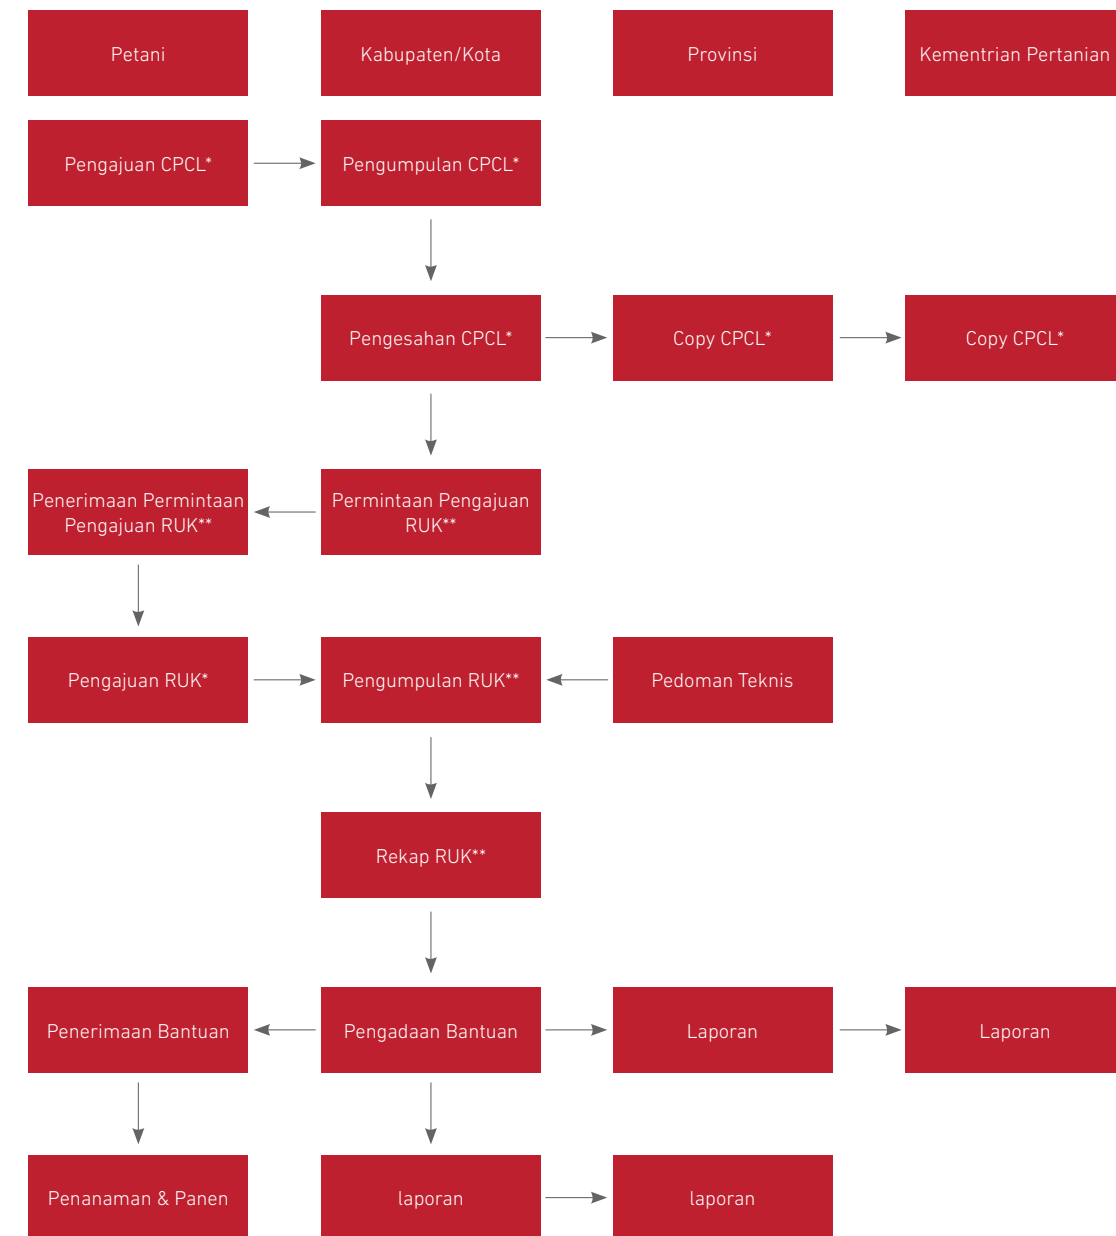 Petani
Kabupaten/Kota
Provinsi
Kementrian Pertanian
Pengajuan CPCL*
Pengumpulan CPCL*
Pengesahan CPCL*
Copy CPCL*
Copy CPCL*
Penerimaan Permintaan
Pengajuan RUK**
Permintaan Pengajuan
RUK**
Pengajuan RUK*
Pengumpulan RUK**
Pedoman Teknis
Rekap RUK**
Penerimaan Bantuan
Pengadaan Bantuan
Laporan
Laporan
Penanaman & Panen
laporan
laporan